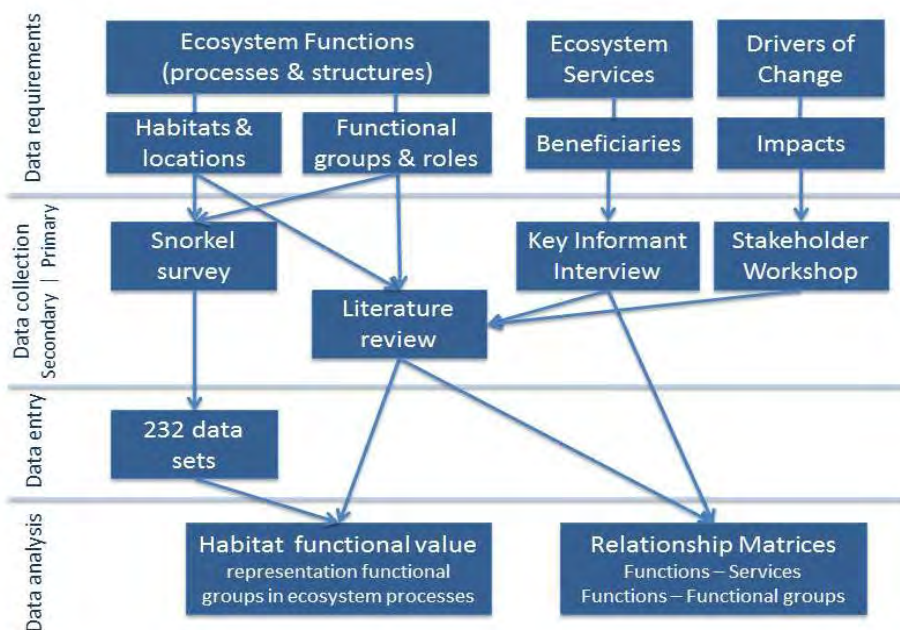 Data requirements
Ecosystem Functions
(processes & structures)
Ecosystem
Services
Drivers of
Change
Habitats &
locations
Functional
groups & roles
Beneficiaries
Impacts
Data collection
Secondary | Primary
Snorkel
survey
Key Informant
Interview
Stakeholder
Workshop
Literature
review
Data entry
232 data
sets
Data analysis
Habitat functional value
representation functional
groups in ecosystem processes
Relationship Matrices
Functions – Services
Functions – Functional groups